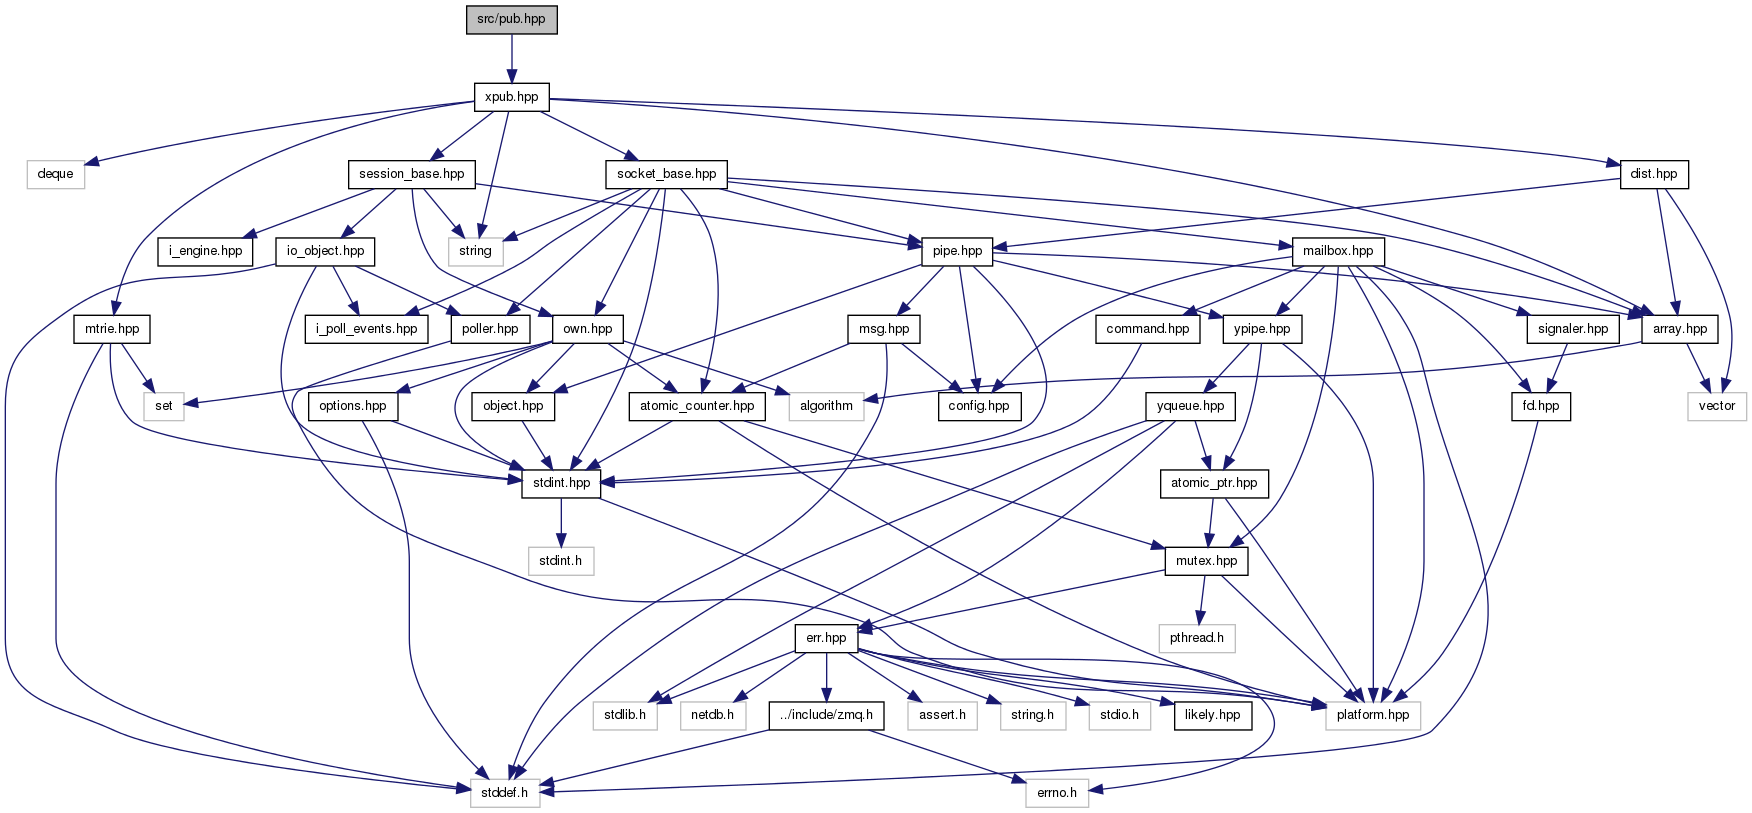 src/pub.hpp
xpub.hpp
deque
session_base.hpp
socket_base.hpp
dist.hpp
i_engine.hpp
io_object.hpp
string
pipe.hpp
mailbox.hpp
mtrie.hpp
i_poll_events.hpp
poller.hpp
own.hpp
msg.hpp
command.hpp
ypipe.hpp
signaler.hpp
array.hpp
set
options.hpp
object.hpp
atomic_counter.hpp
algorithm
config.hpp
yqueue.hpp
fd.hpp
vector
stdint.hpp
atomic_ptr.hpp
stdint.h
mutex.hpp
err.hpp
pthread.h
stdlib.h
netdb.h
../include/zmq.h
assert.h
string.h
stdio.h
likely.hpp
platform.hpp
stddef.h
errno.h